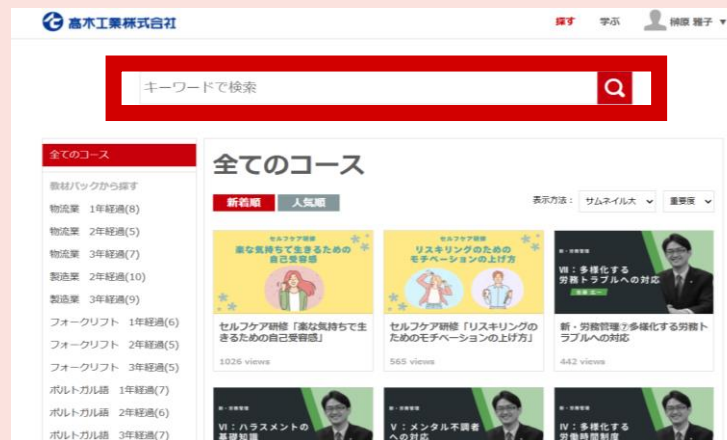 髙木工業株式会社
探す
学ぶ
榊原 雅子 ▼
キーワードで検索
全てのコース
教材パックから探す
物流業 1年経過(8)
物流業 2年経過(5)
物流業 3年経過(7)
製造業 2年経過(10)
製造業 3年経過(9)
フォークリフト 1年経過(6)
フォークリフト 2年経過(5)
フォークリフト 3年経過(5)
ポルトガル語 1年経過(7)
ポルトガル語 2年経過(6)
ポルトガル語 3年経過(7)
全てのコース
新着順
人気順
表示方法：
サムネイル大
重要度
セルフケア研修
楽な気持ちで生きるための
自己受容感
セルフケア研修「楽な気持ちで生
きるための自己受容感」
1026 views
セルフケア研修
リスキリングのための
モチベーションの上げ方
セルフケア研修「リスキリングの
ためのモチベーションの上げ方」
565 views
新・労務管理
Ⅶ：多様化する
労務トラブルへの対応
新・労務管理⑦多様化する労務ト
ラブルへの対応
442 views
新・労務管理
Ⅵ：ハラスメントの
基礎知識
新・労務管理
Ⅴ：メンタル不調者
への対応
新・労務管理
Ⅳ：多様化する
労働時間制度